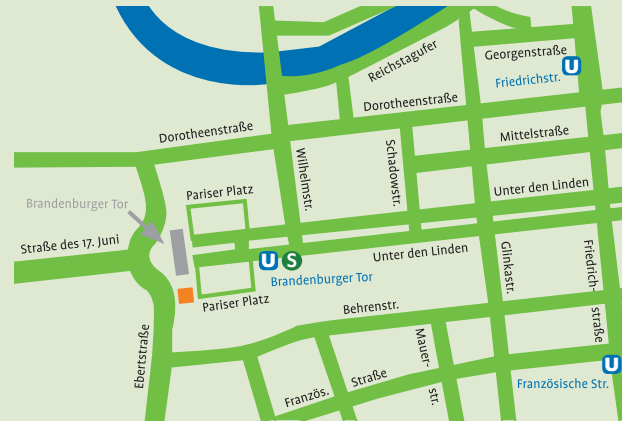 Reichstagufer
Georgenstraße
U
Friedrichstr.
Dorotheenstraße
Dorotheenstraße
Mittelstraße
Wilhelmstr.
Schadowstr.
Pariser Platz
Unter den Linden
Brandenburger Tor
Straße des 17. Juni
Unter den Linden
U S
Brandenburger Tor
Glinkastr.
Friedrich-
straße
Pariser Platz
Behrenstr.
Ebertstraße
Mauer-
str.
Französ. Straße
U
Französische Str.